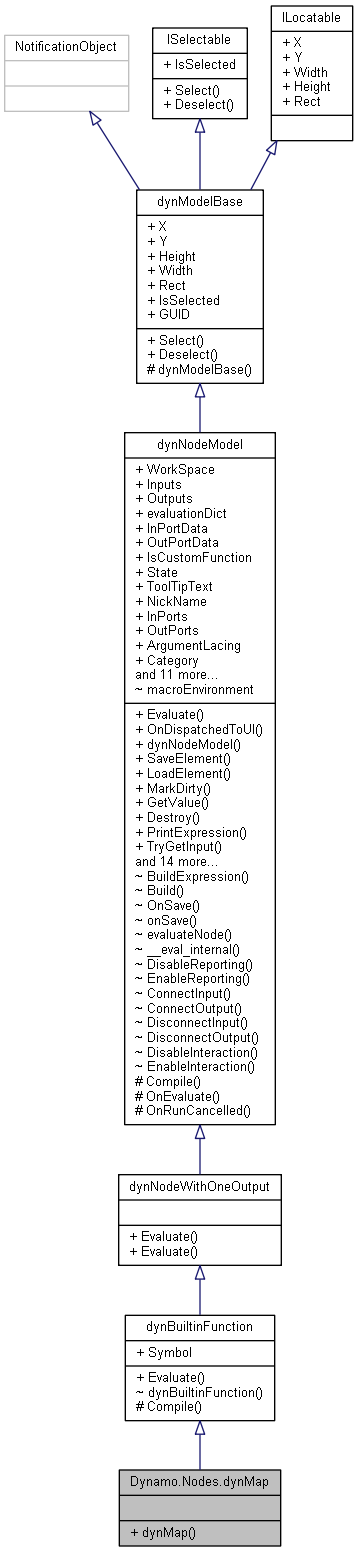 NotificationObject
ISelectable
+ IsSelected
+ Select()
+ Deselect()
ILocatable
+ X
+ Y
+ Width
+ Height
+ Rect
dynModelBase
+ X
+ Y
+ Height
+ Width
+ Rect
+ IsSelected
+ GUID
+ Select()
+ Deselect()
# dynModelBase()
dynNodeModel
+ WorkSpace
+ Inputs
+ Outputs
+ evaluationDict
+ InPortData
+ OutPortData
+ IsCustomFunction
+ State
+ ToolTipText
+ NickName
+ InPorts
+ OutPorts
+ ArgumentLacing
+ Category
and 11 more...
~ macroEnvironment
+ Evaluate()
+ OnDispatchedToUI()
+ dynNodeModel()
+ SaveElement()
+ LoadElement()
+ MarkDirty()
+ GetValue()
+ Destroy()
+ PrintExpression()
+ TryGetInput()
and 14 more...
~ BuildExpression()
~ Build()
~ OnSave()
~ onSave()
~ evaluateNode()
~ __eval_internal()
~ DisableReporting()
~ EnableReporting()
~ ConnectInput()
~ ConnectOutput()
~ DisconnectInput()
~ DisconnectOutput()
~ DisableInteraction()
~ EnableInteraction()
# Compile()
# OnEvaluate()
# OnRunCancelled()
dynNodeWithOneOutput
+ Evaluate()
+ Evaluate()
dynBuiltinFunction
+ Symbol
+ Evaluate()
~ dynBuiltinFunction()
# Compile()
Dynamo.Nodes.dynMap
+ dynMap()